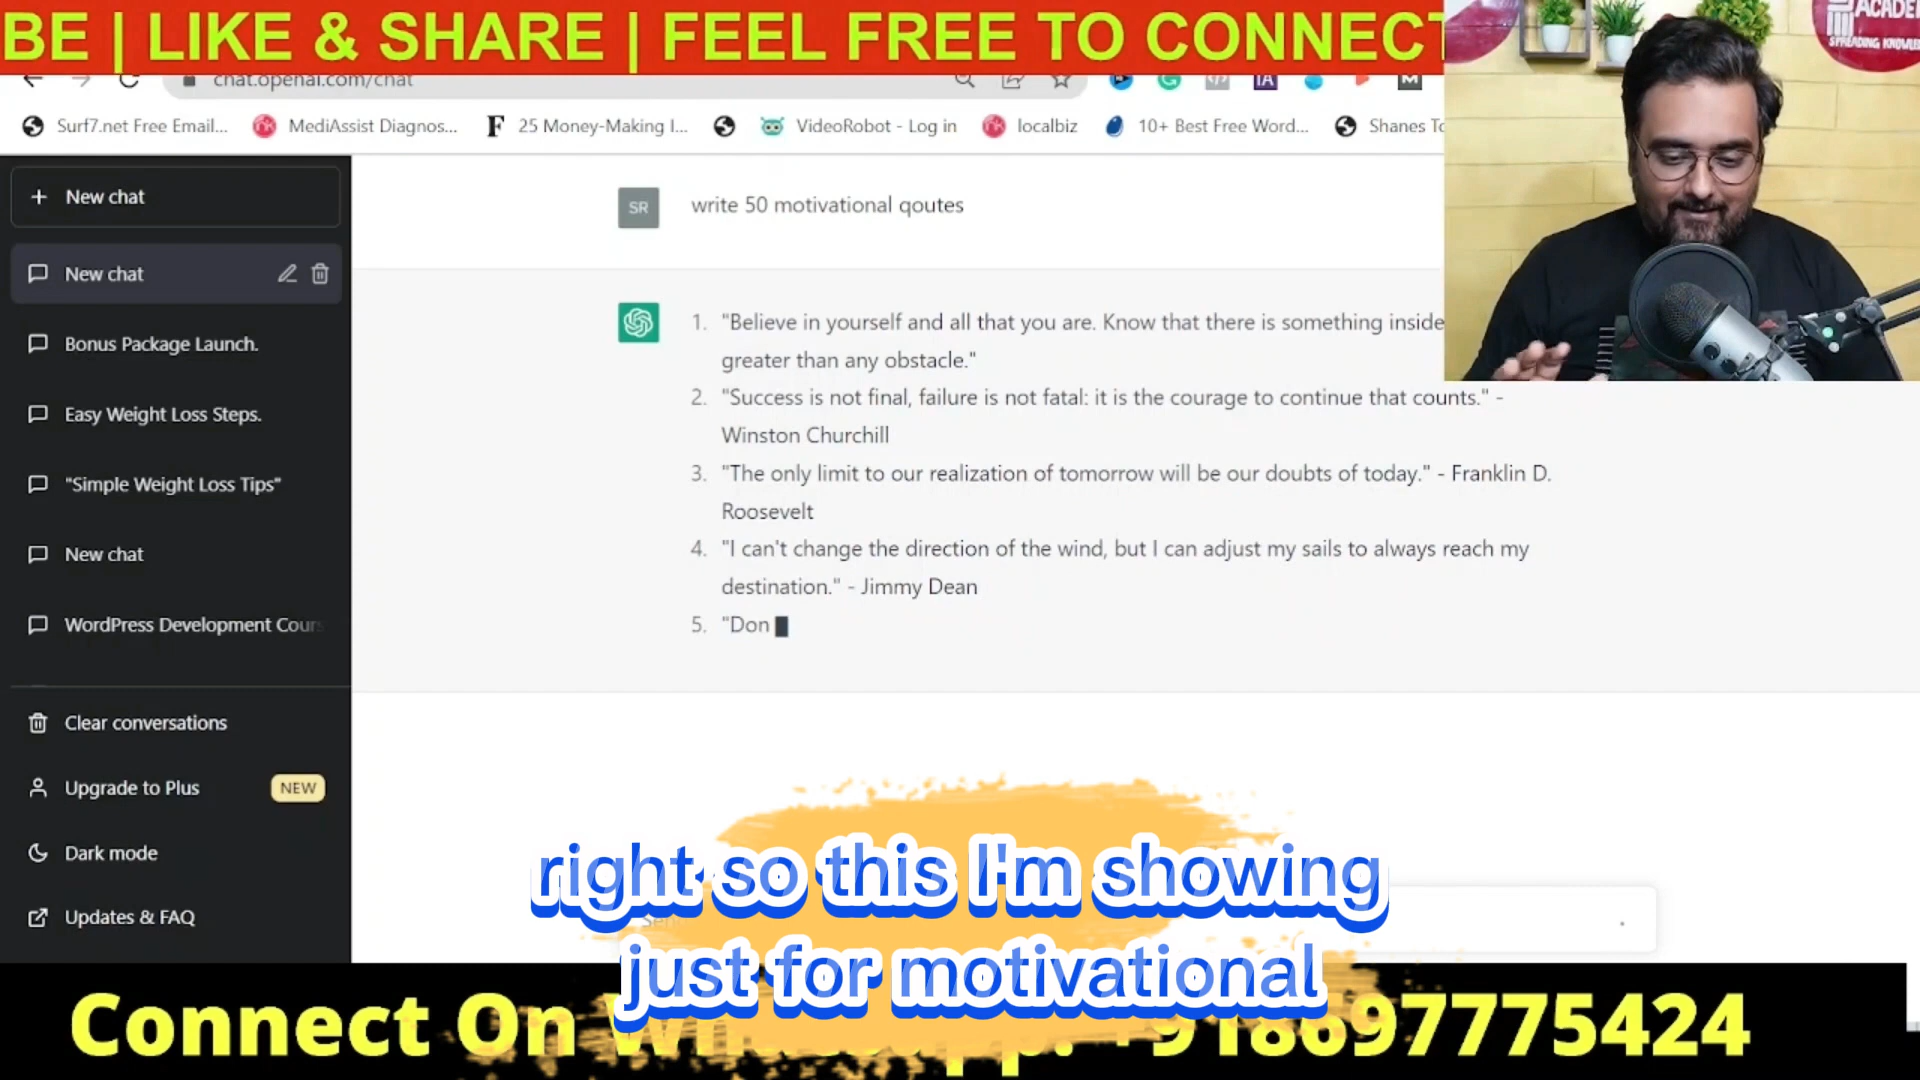 BE | LIKE & SHARE | FEEL FREE TO CONNECT
ACADE
SPREADING KNOWLE
chat.openai.com/chat
Surf7.net Free Email...
MediAssist Diagnos...
25 Money-Making I...
VideoRobot - Log in
localbiz
10+ Best Free Word...
Shanes To
New chat
New chat
Bonus Package Launch.
Easy Weight Loss Steps.
"Simple Weight Loss Tips"
New chat
WordPress Development Cour
Clear conversations
Upgrade to Plus NEW
Dark mode
Updates & FAQ
SR write 50 motivational qoutes
1. "Believe in yourself and all that you are. Know that there is something inside
greater than any obstacle."
2. "Success is not final, failure is not fatal: it is the courage to continue that counts." -
Winston Churchill
3. "The only limit to our realization of tomorrow will be our doubts of today." - Franklin D.
Roosevelt
4. "I can't change the direction of the wind, but I can adjust my sails to always reach my
destination." - Jimmy Dean
5. "Don
right so this I'm showing
just for motivational
Connect On +918697775424